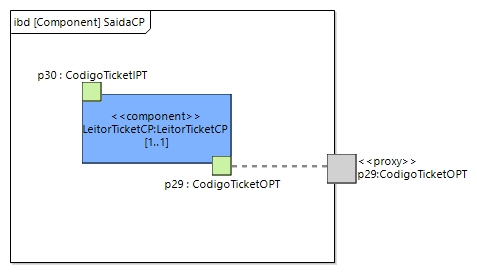 ibd [Component] SaidaCP
p30 : CodigoTicketIPT
<<component>>
LeitorTicketCP:LeitorTicketCP
[1..1]
p29 : CodigoTicketOPT
<<proxy>>
p29:CodigoTicketOPT